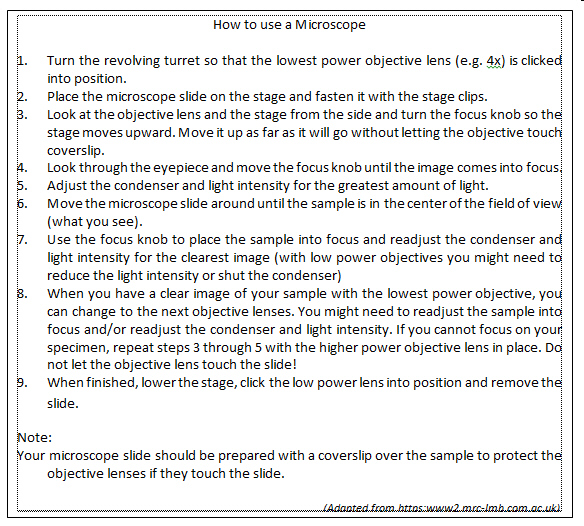 How to use a Microscope
1. Turn the revolving turret so that the lowest power objective lens (e.g. 4x) is clicked
into position.
2. Place the microscope slide on the stage and fasten it with the stage clips.
3. Look at the objective lens and the stage from the side and turn the focus knob so the
stage moves upward. Move it up as far as it will go without letting the objective touch
coverslip.
4. Look through the eyepiece and move the focus knob until the image comes into focus.
5. Adjust the condenser and light intensity for the greatest amount of light.
6. Move the microscope slide around until the sample is in the center of the field of view
(what you see).
7. Use the focus knob to place the sample into focus and readjust the condenser and
light intensity for the clearest image (with low power objectives you might need to
reduce the light intensity or shut the condenser)
8. When you have a clear image of your sample with the lowest power objective, you
can change to the next objective lenses. You might need to readjust the sample into
focus and/or readjust the condenser and light intensity. If you cannot focus on your
specimen, repeat steps 3 through 5 with the higher power objective lens in place. Do
not let the objective lens touch the slide!
9. When finished, lower the stage, click the low power lens into position and remove the
slide.
Note:
Your microscope slide should be prepared with a coverslip over the sample to protect the
objective lenses if they touch the slide.
(Adapted from https:www2.mrc-lmb.com.ac.uk)